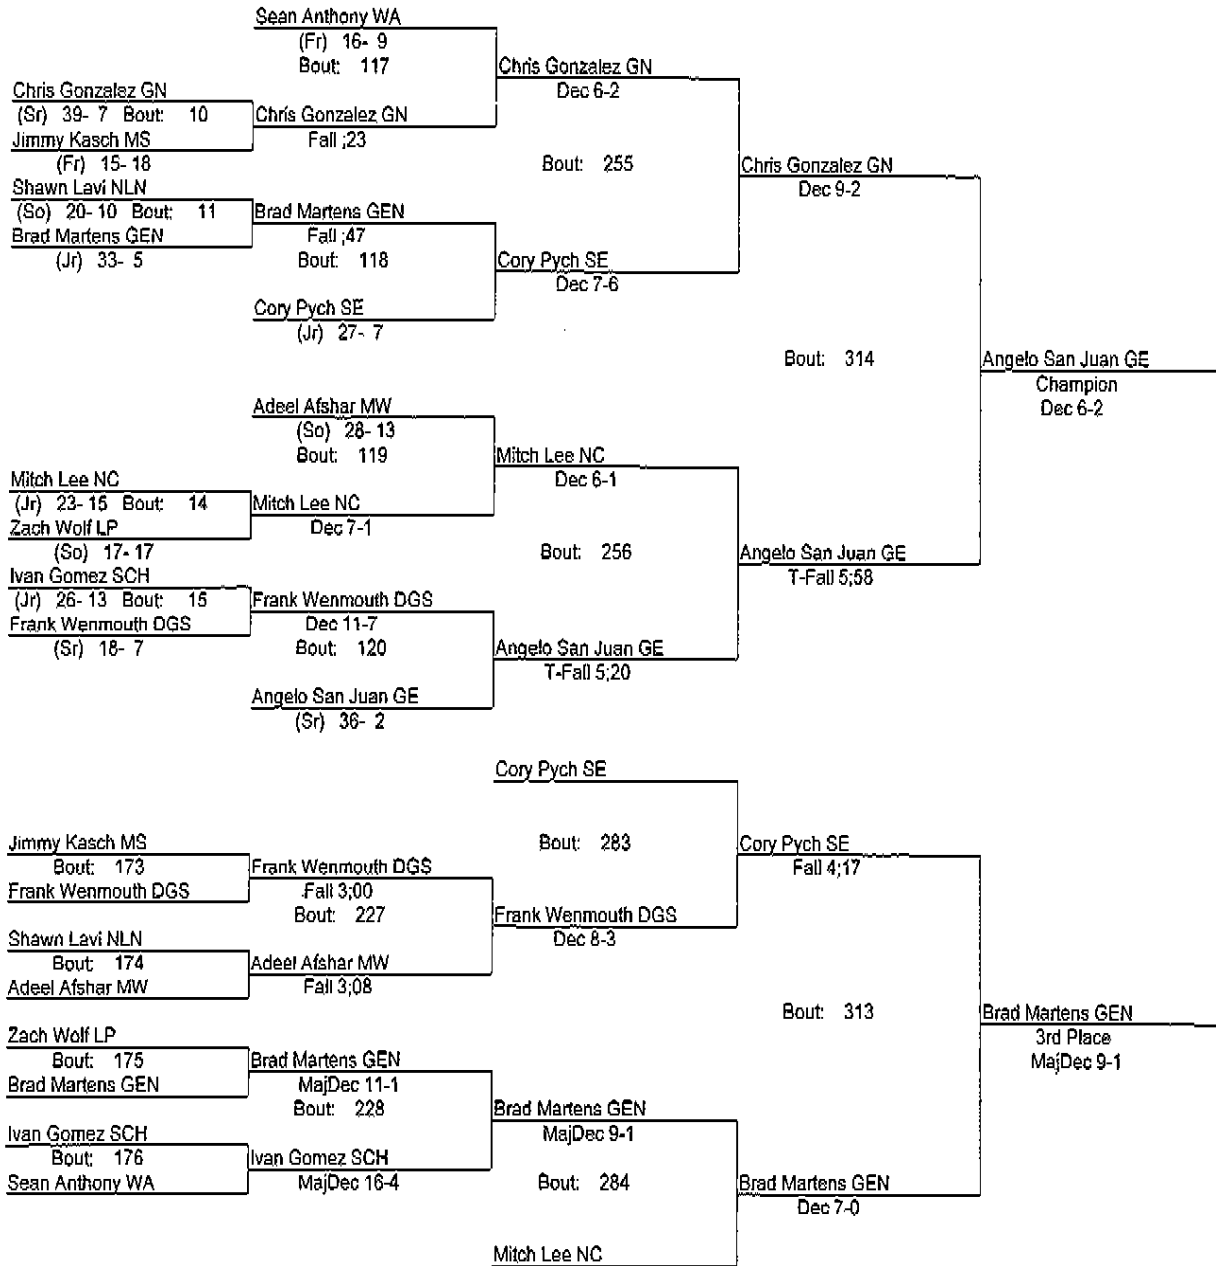 Sean Anthony WA
(Fr) 16- 9
Bout: 117
Chris Gonzalez GN
Dec 6-2
Chris Gonzalez GN
(Sr) 39- 7 Bout: 10
Chris Gonzalez GN
Jimmy Kasch MS
Fall ;23
(Fr) 15- 18
Bout: 255
Chris Gonzalez GN
Dec 9-2
Shawn Lavi NLN
(So) 20- 10 Bout: 11
Brad Martens GEN
Brad Martens GEN
Fall ;47
(Jr) 33- 5
Bout: 118
Cory Pych SE
Dec 7-6
Cory Pych SE
(Jr) 27- 7
Bout: 314
Angelo San Juan GE
Champion
Dec 6-2
Adeel Afshar MW
(So) 28- 13
Bout: 119
Mitch Lee NC
Dec 6-1
Mitch Lee NC
(Jr) 23- 15 Bout: 14
Mitch Lee NC
Zach Wolf LP
Dec 7-1
(So) 17- 17
Bout: 256
Angelo San Juan GE
T-Fall 5;58
Ivan Gomez SCH
(Jr) 26- 13 Bout: 15
Frank Wenmouth DGS
Frank Wenmouth DGS
Dec 11-7
(Sr) 18- 7
Bout: 120
Angelo San Juan GE
T-Fall 5;20
Angelo San Juan GE
(Sr) 36- 2
Cory Pych SE
Jimmy Kasch MS
Bout: 283
Cory Pych SE
Bout: 173
Frank Wenmouth DGS
Fall 4;17
Frank Wenmouth DGS
Fall 3;00
Bout: 227
Frank Wenmouth DGS
Dec 8-3
Shawn Lavi NLN
Bout: 174
Adeel Afshar MW
Adeel Afshar MW
Fall 3;08
Bout: 313
Brad Martens GEN
3rd Place
MajDec 9-1
Zach Wolf LP
Bout: 175
Brad Martens GEN
Brad Martens GEN
MajDec 11-1
Bout: 228
Brad Martens GEN
MajDec 9-1
Ivan Gomez SCH
Bout: 176
Ivan Gomez SCH
Sean Anthony WA
MajDec 16-4
Bout: 284
Brad Martens GEN
Dec 7-0
Mitch Lee NC